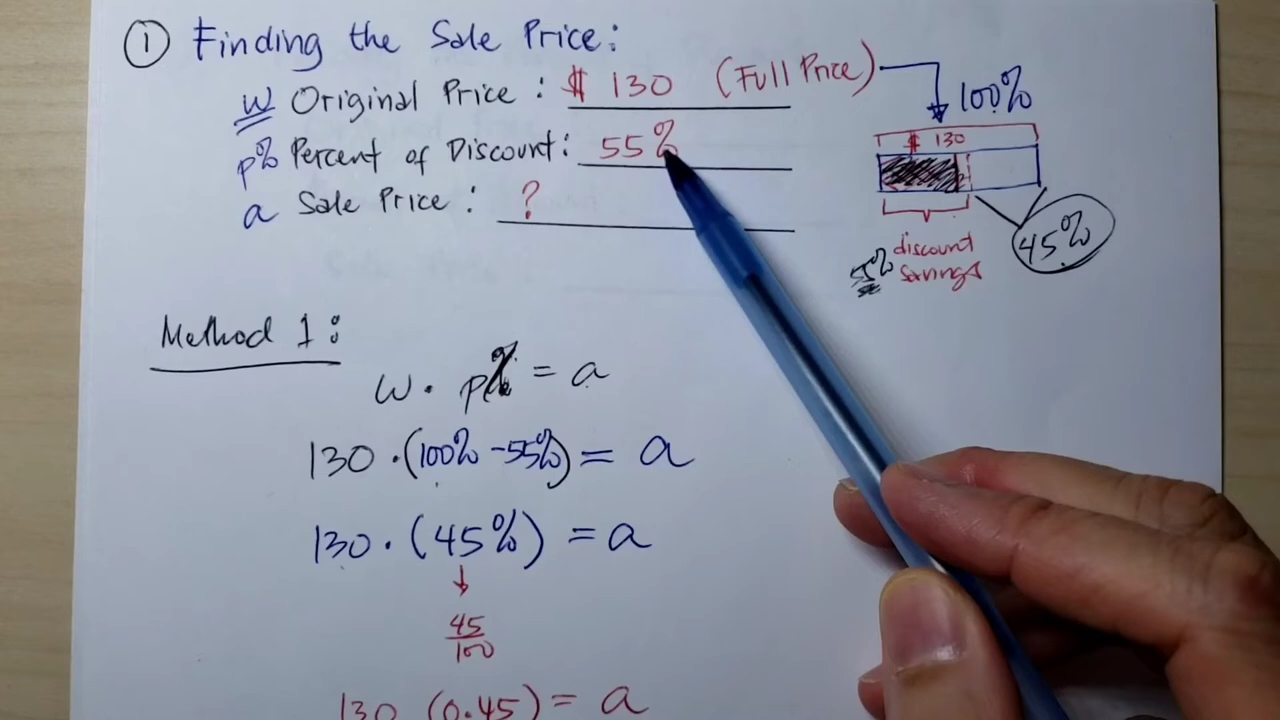 ① Finding the Sale Price:
w Original Price: $ 130 (Full Price)
100%
$ 130
p% Percent of Discount: 55%
a Sale Price: ?
55% discount savings
45%
Method 1:
w · p% = a
130 · (100% - 55%) = a
130 · (45%) = a
45
100
130 (0.45) = a